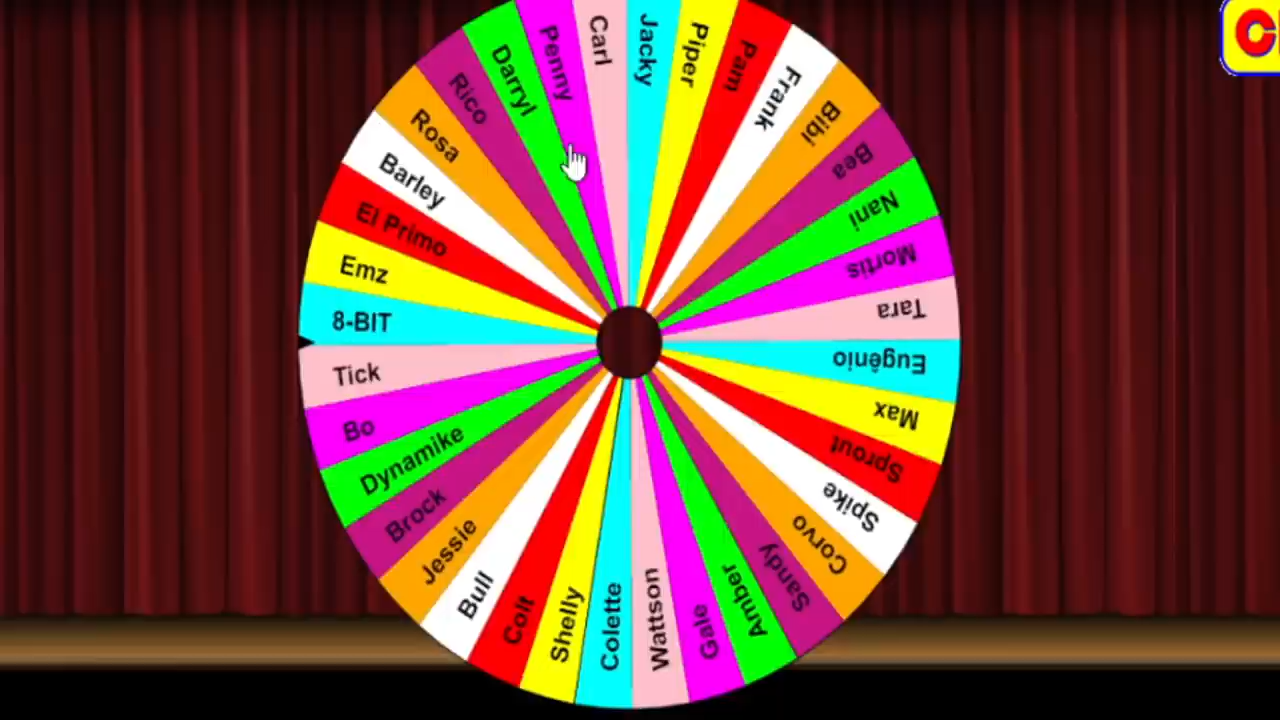 Carl
Jacky
Piper
Pam
Frank
Bibi
Bea
Nani
Mortis
Tara
Eugênio
Max
Sprout
Spike
Corvo
Sandy
Amber
Gale
Wattson
Colette
Shelly
Colt
Bull
Jessie
Brock
Dynamike
Bo
Tick
8-BIT
Emz
El Primo
Barley
Rosa
Rico
Darryl
Penny